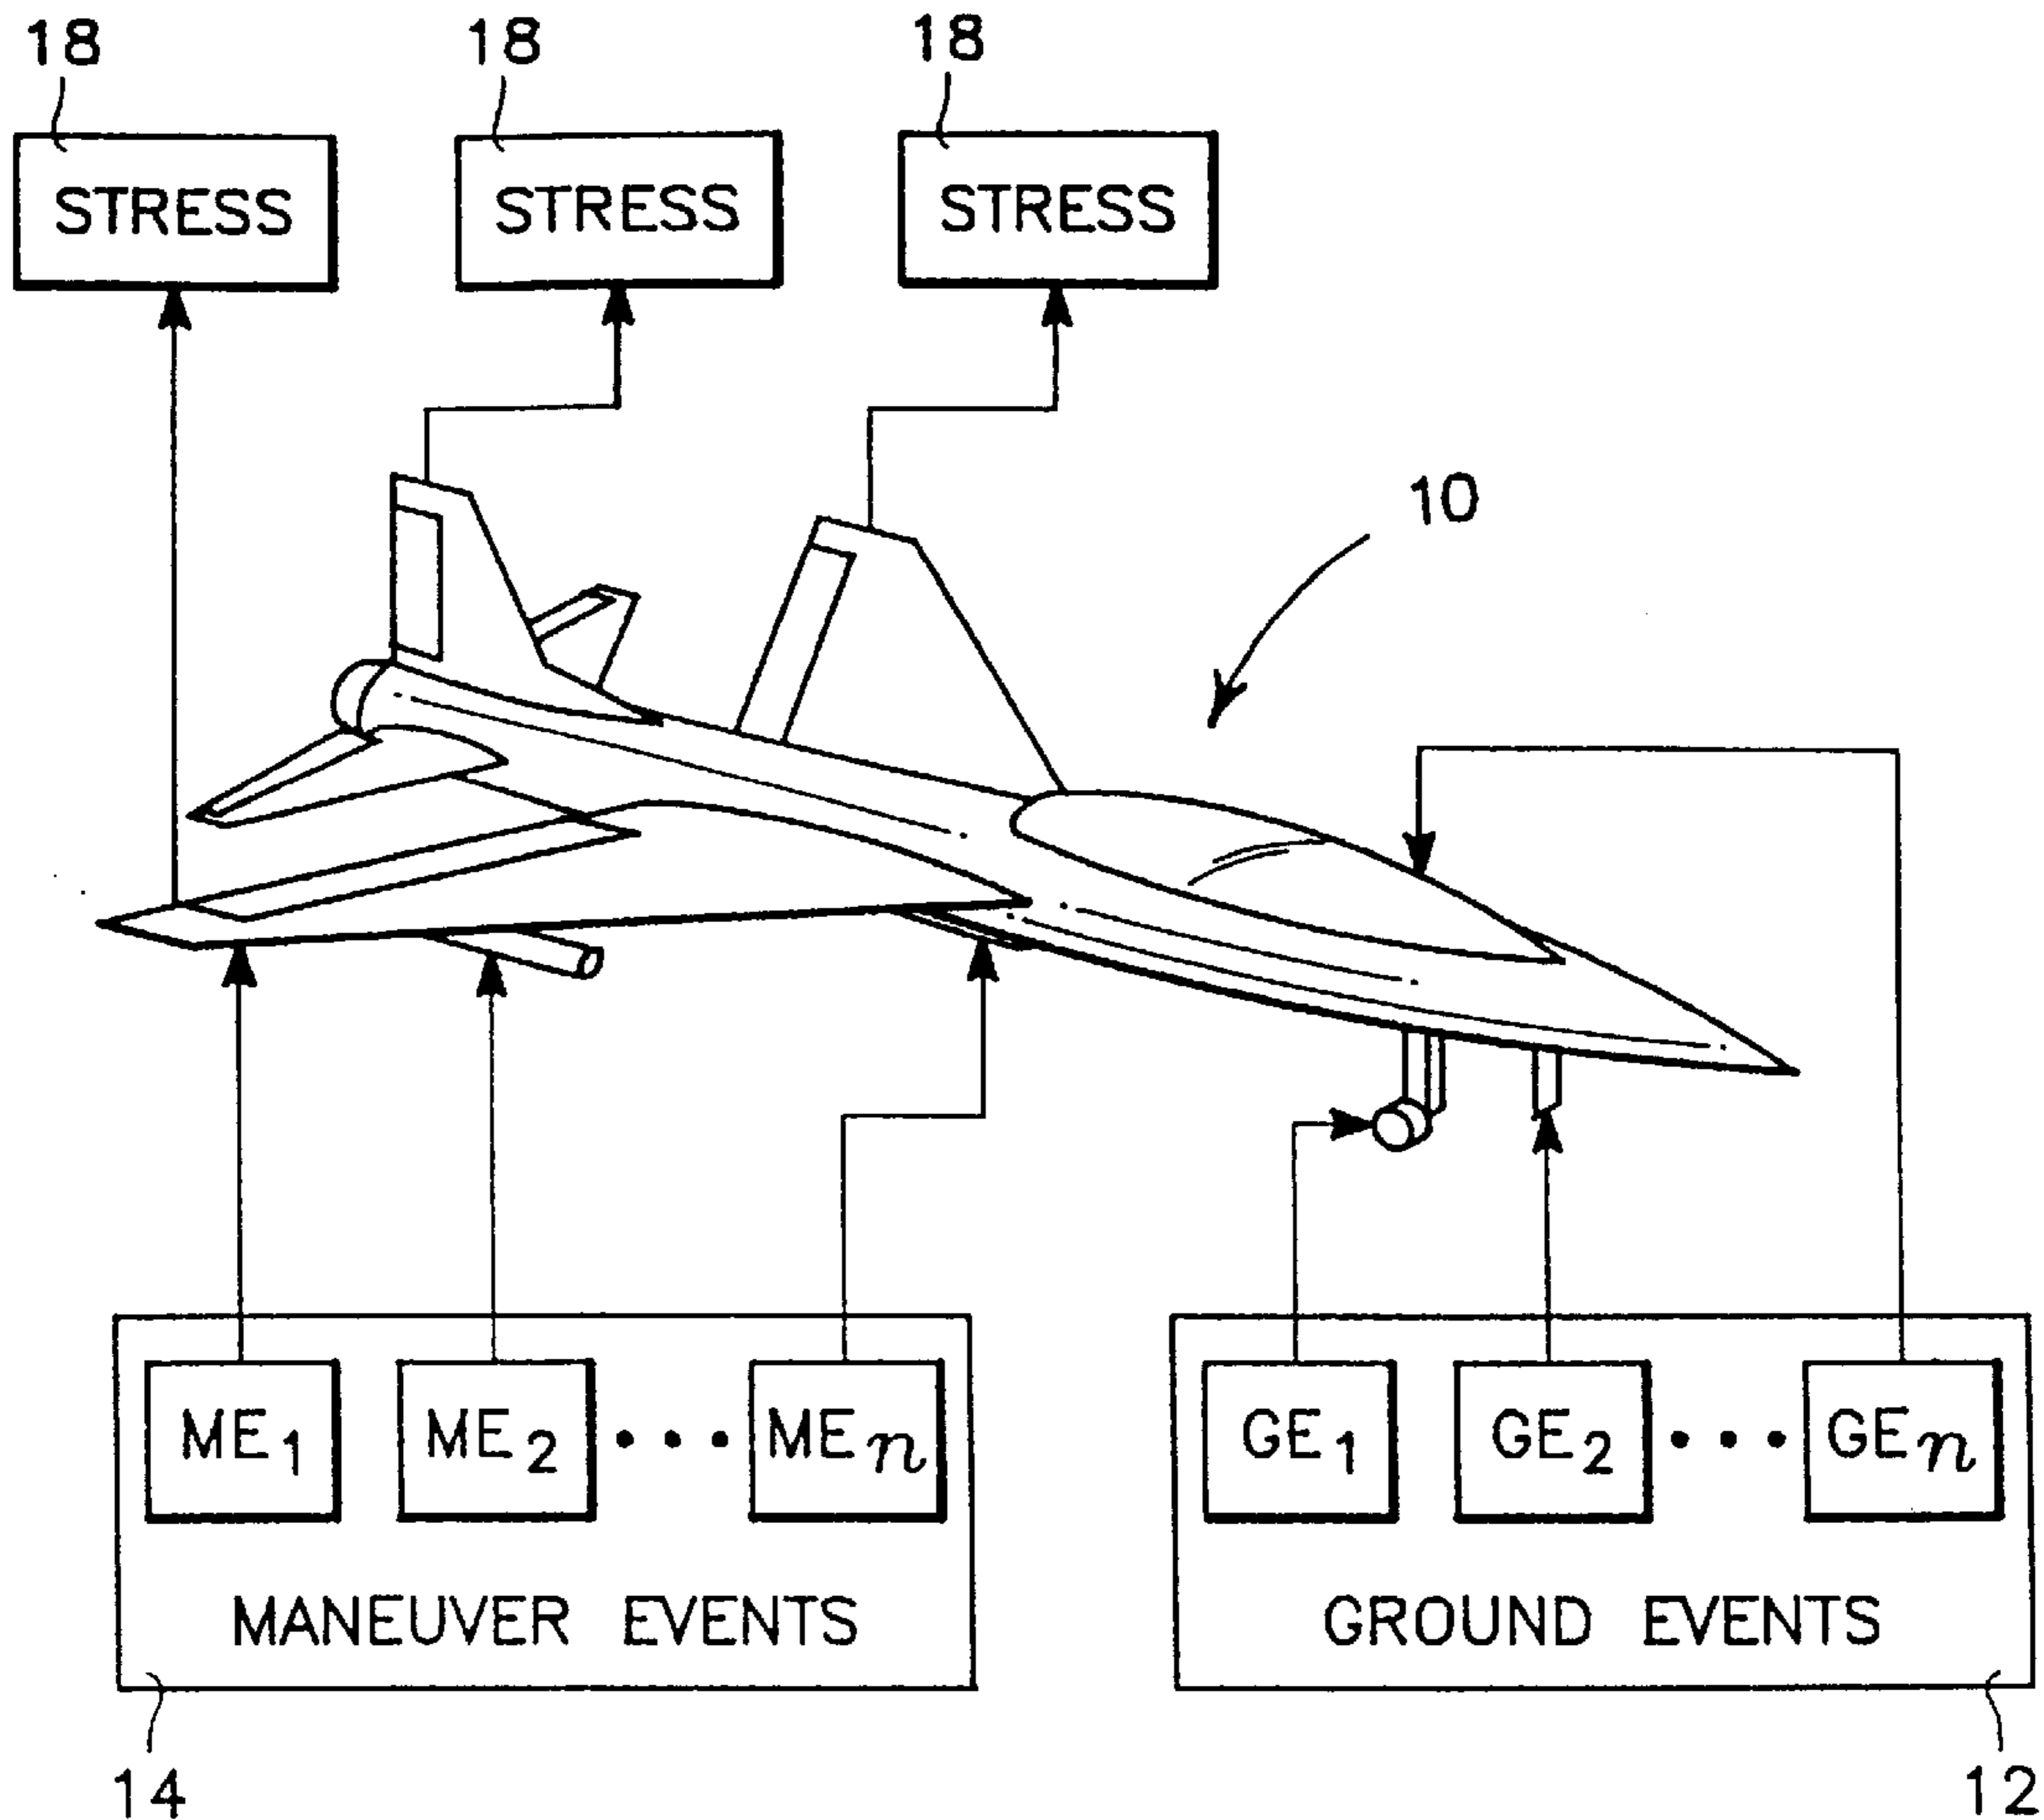 18 18 18
STRESS STRESS STRESS
10
ME1 ME2 • • • MEn GE1 GE2 • • • GEn
MANEUVER EVENTS GROUND EVENTS
14 12